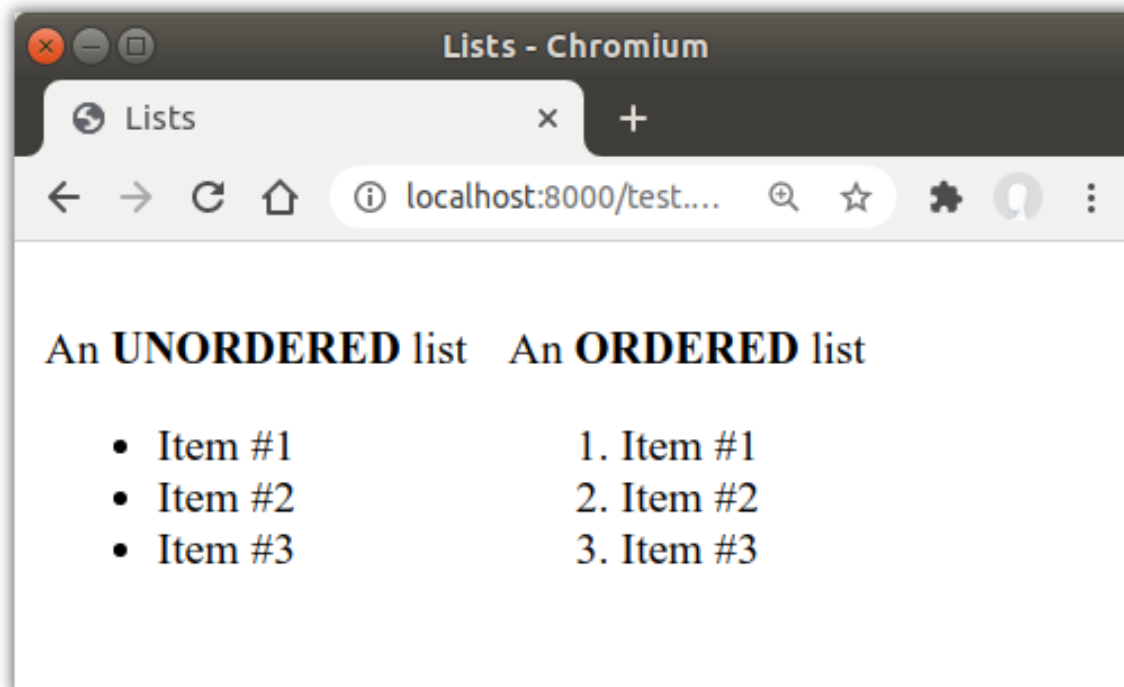 Lists - Chromium
Lists
localhost:8000/test....
An UNORDERED list
• Item #1
• Item #2
• Item #3
An ORDERED list
1. Item #1
2. Item #2
3. Item #3